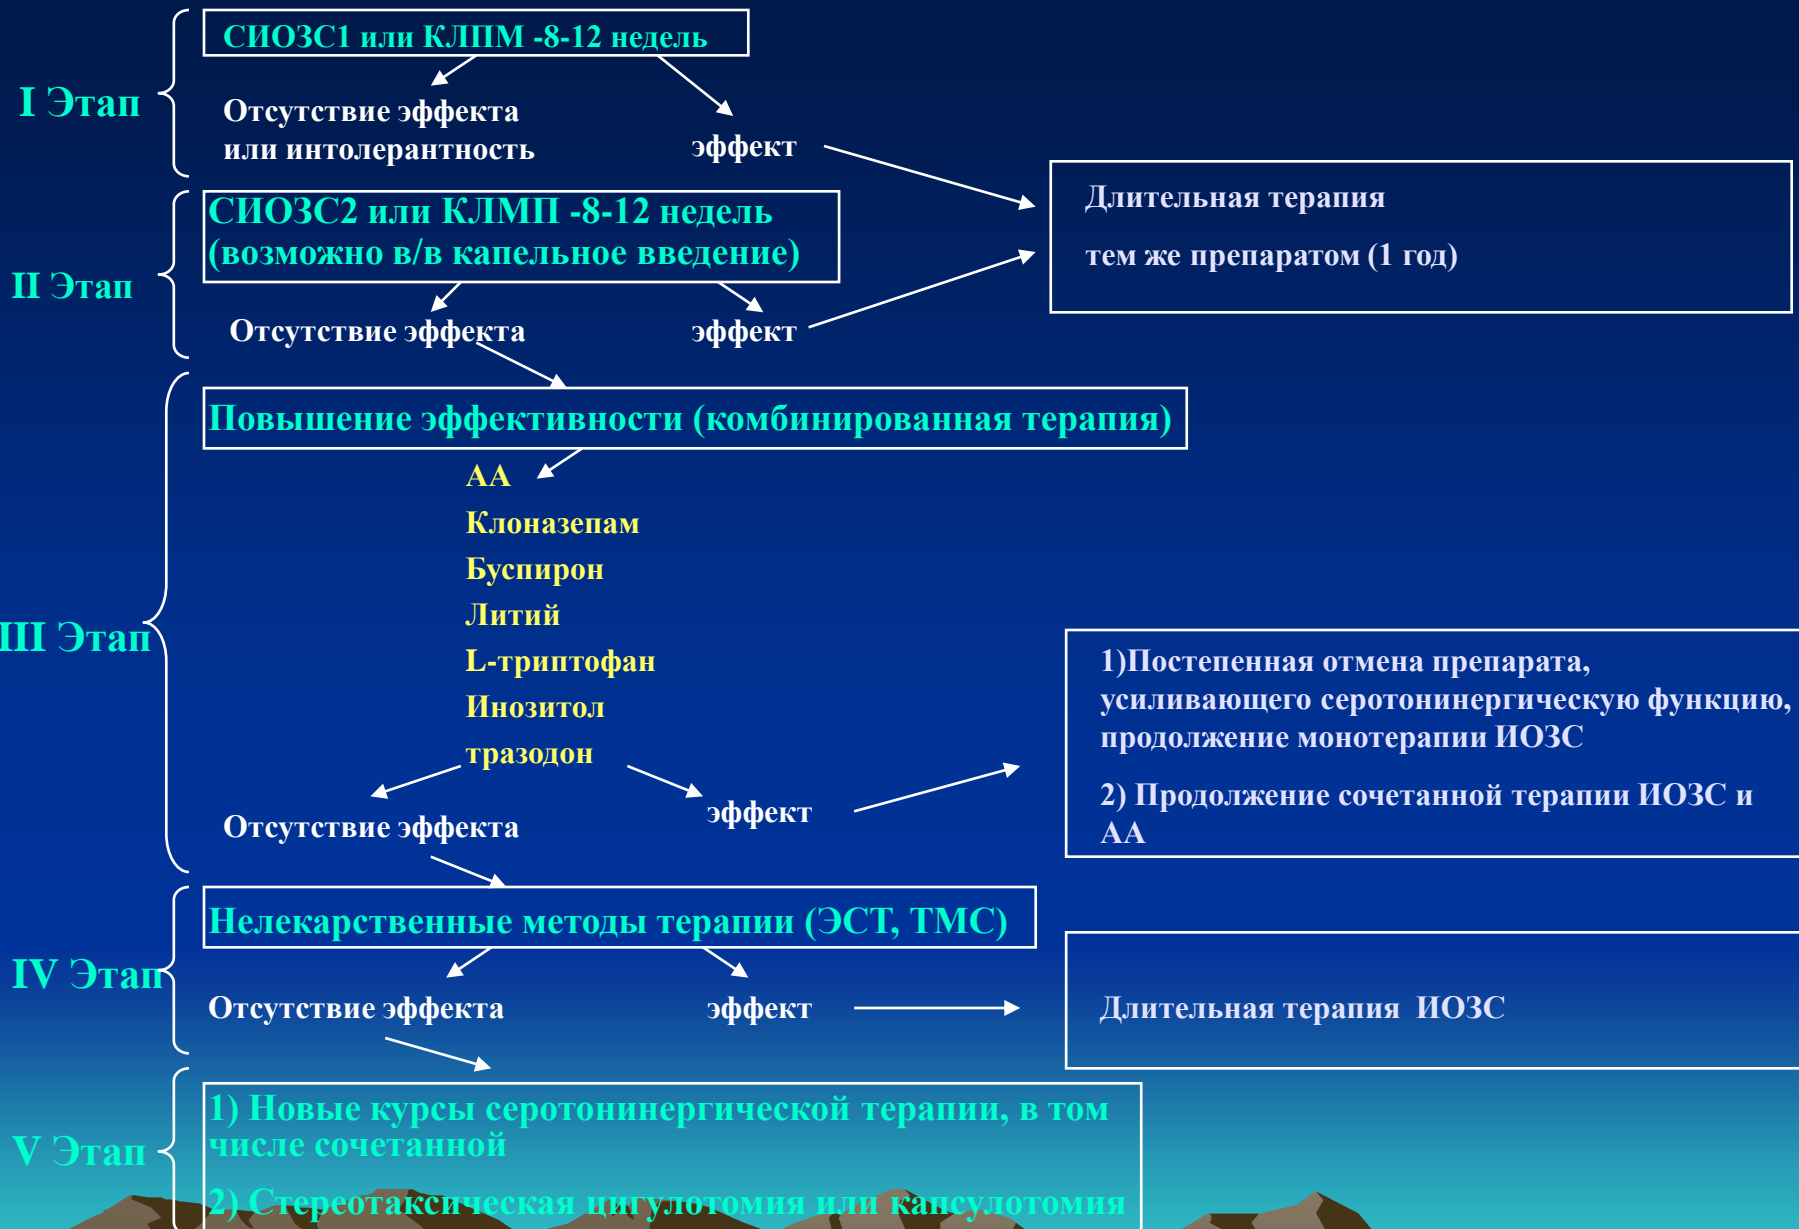 I Этап
СИОЗС1 или КЛПМ -8-12 недель
Отсутствие эффекта
или интолерантность
эффект
Длительная терапия
тем же препаратом (1 год)
II Этап
СИОЗС2 или КЛМП -8-12 недель
(возможно в/в капельное введение)
Отсутствие эффекта
эффект
III Этап
Повышение эффективности (комбинированная терапия)
АА
Клоназепам
Буспирон
Литий
L-триптофан
Инозитол
тразодон
Отсутствие эффекта
эффект
1)Постепенная отмена препарата,
усиливающего серотонинергическую функцию,
продолжение монотерапии ИОЗС
2) Продолжение сочетанной терапии ИОЗС и
АА
IV Этап
Нелекарственные методы терапии (ЭСТ, ТМС)
Отсутствие эффекта
эффект
Длительная терапия ИОЗС
V Этап
1) Новые курсы серотонинергической терапии, в том
числе сочетанной
2) Стереотаксическая цигулотомия или капсулотомия